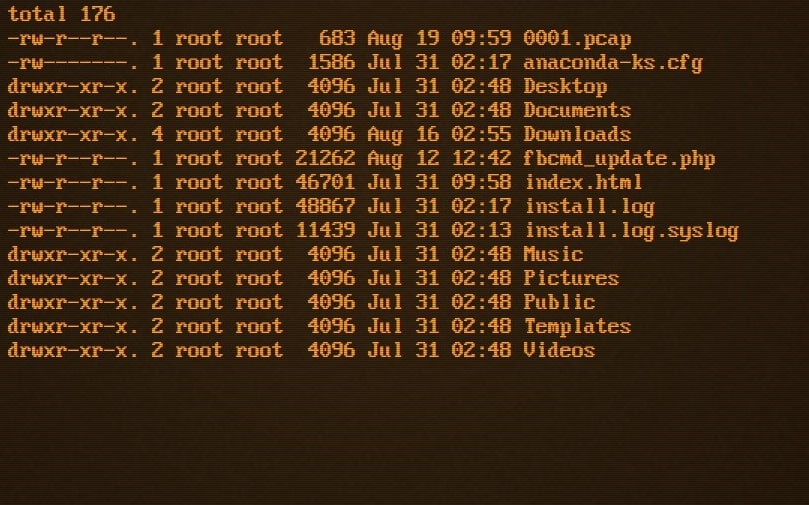 total 176
-rw-r--r--. 1 root root   683 Aug 19 09:59 0001.pcap
-rw-------. 1 root root  1586 Jul 31 02:17 anaconda-ks.cfg
drwxr-xr-x. 2 root root  4096 Jul 31 02:48 Desktop
drwxr-xr-x. 2 root root  4096 Jul 31 02:48 Documents
drwxr-xr-x. 4 root root  4096 Aug 16 02:55 Downloads
-rw-r--r--. 1 root root 21262 Aug 12 12:42 fbcmd_update.php
-rw-r--r--. 1 root root 46701 Jul 31 09:58 index.html
-rw-r--r--. 1 root root 48867 Jul 31 02:17 install.log
-rw-r--r--. 1 root root 11439 Jul 31 02:13 install.log.syslog
drwxr-xr-x. 2 root root  4096 Jul 31 02:48 Music
drwxr-xr-x. 2 root root  4096 Jul 31 02:48 Pictures
drwxr-xr-x. 2 root root  4096 Jul 31 02:48 Public
drwxr-xr-x. 2 root root  4096 Jul 31 02:48 Templates
drwxr-xr-x. 2 root root  4096 Jul 31 02:48 Videos